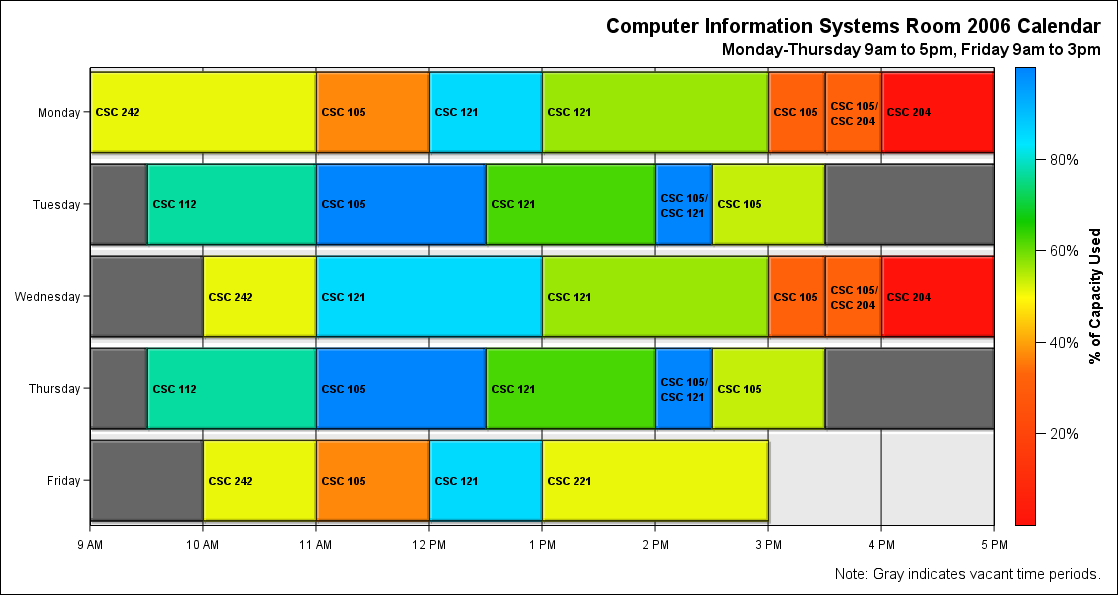 Computer Information Systems Room 2006 Calendar
Monday-Thursday 9am to 5pm, Friday 9am to 3pm
Monday
CSC 242
CSC 105
CSC 121
CSC 121
CSC 105
CSC 105/
CSC 204
CSC 204
Tuesday
CSC 112
CSC 105
CSC 121
CSC 105/
CSC 121
CSC 105
Wednesday
CSC 242
CSC 121
CSC 121
CSC 105
CSC 105/
CSC 204
CSC 204
Thursday
CSC 112
CSC 105
CSC 121
CSC 105/
CSC 121
CSC 105
Friday
CSC 242
CSC 105
CSC 121
CSC 221
9 AM
10 AM
11 AM
12 PM
1 PM
2 PM
3 PM
4 PM
5 PM
80%
60%
40%
20%
% of Capacity Used
Note: Gray indicates vacant time periods.